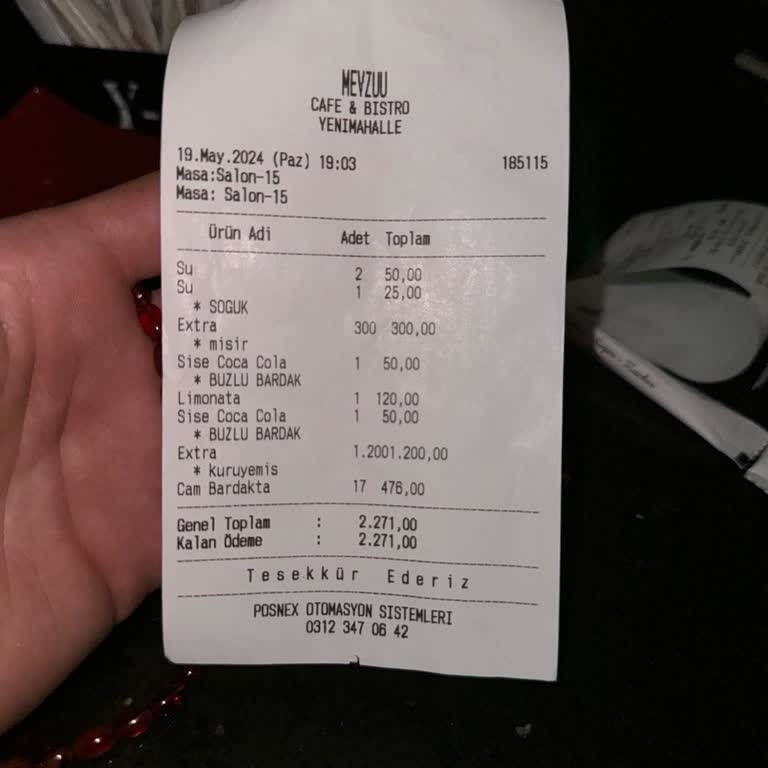 MEYZUU
CAFE & BISTRO
YENIMAHALLE
19.May.2024 (Paz) 19:03 185115
Masa:Salon-15
Masa: Salon-15
Ürün Adi Adet Toplam
Su 2 50,00
Su 1 25,00
* SOGUK
Extra 300 300,00
* misir
Sise Coca Cola 1 50,00
* BUZLU BARDAK
Limonata 1 120,00
Sise Coca Cola 1 50,00
* BUZLU BARDAK
Extra 1.2001.200,00
* kuruyemis
Cam Bardakta 17 476,00
Genel Toplam : 2.271,00
Kalan Ödeme : 2.271,00
Tesekkür Ederiz
POSNEX OTOMASYON SISTEMLERI
0312 347 06 42